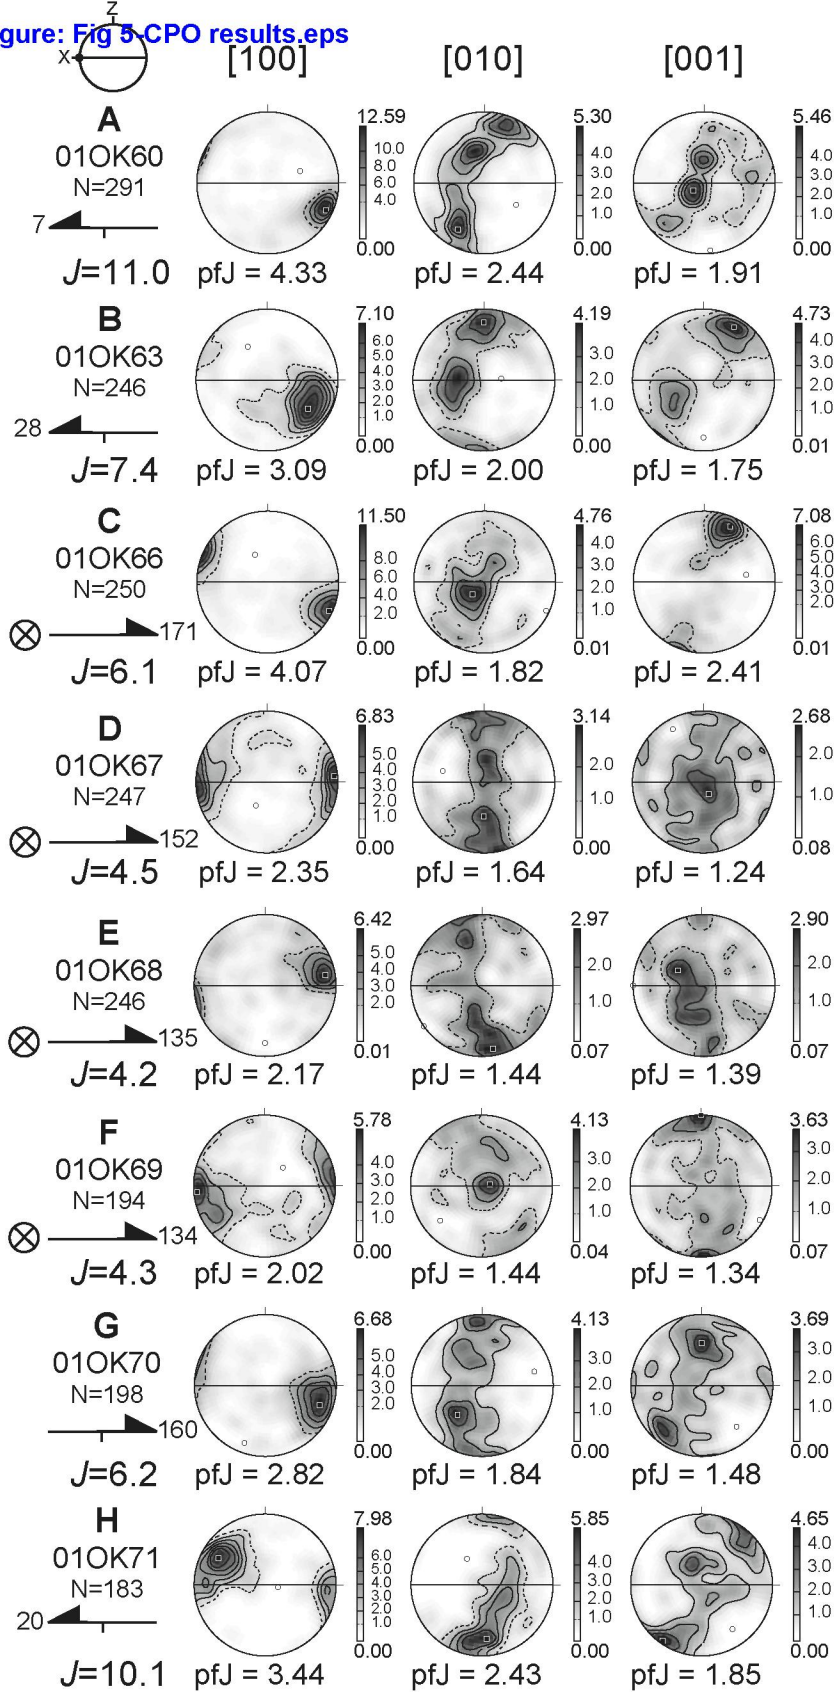 z
gure: Fig 5-CPO results.eps
x
[100] [010] [001]
A
01OK60
N=291
7
J=11.0
12.59
10.0
8.0
6.0
4.0
0.00
pfJ = 4.33
5.30
4.0
3.0
2.0
1.0
0.00
pfJ = 2.44
5.46
4.0
3.0
2.0
1.0
0.00
pfJ = 1.91
B
01OK63
N=246
28
J=7.4
7.10
6.0
5.0
4.0
3.0
2.0
1.0
0.00
pfJ = 3.09
4.19
3.0
2.0
1.0
0.00
pfJ = 2.00
4.73
4.0
3.0
2.0
1.0
0.01
pfJ = 1.75
C
01OK66
N=250
171
J=6.1
11.50
8.0
6.0
4.0
2.0
0.00
pfJ = 4.07
4.76
4.0
3.0
2.0
1.0
0.01
pfJ = 1.82
7.08
6.0
5.0
4.0
3.0
2.0
0.01
pfJ = 2.41
D
01OK67
N=247
152
J=4.5
6.83
5.0
4.0
3.0
2.0
1.0
0.00
pfJ = 2.35
3.14
2.0
1.0
0.00
pfJ = 1.64
2.68
2.0
1.0
0.08
pfJ = 1.24
E
01OK68
N=246
135
J=4.2
6.42
5.0
4.0
3.0
2.0
0.01
pfJ = 2.17
2.97
2.0
1.0
0.07
pfJ = 1.44
2.90
2.0
1.0
0.07
pfJ = 1.39
F
01OK69
N=194
134
J=4.3
5.78
4.0
3.0
2.0
1.0
0.00
pfJ = 2.02
4.13
3.0
2.0
1.0
0.04
pfJ = 1.44
3.63
3.0
2.0
1.0
0.07
pfJ = 1.34
G
01OK70
N=198
160
J=6.2
6.68
5.0
4.0
3.0
2.0
0.00
pfJ = 2.82
4.13
3.0
2.0
1.0
0.00
pfJ = 1.84
3.69
3.0
2.0
1.0
0.00
pfJ = 1.48
H
01OK71
N=183
20
J=10.1
7.98
6.0
5.0
4.0
3.0
2.0
1.0
0.00
pfJ = 3.44
5.85
4.0
3.0
2.0
1.0
0.00
pfJ = 2.43
4.65
4.0
3.0
2.0
1.0
0.00
pfJ = 1.85